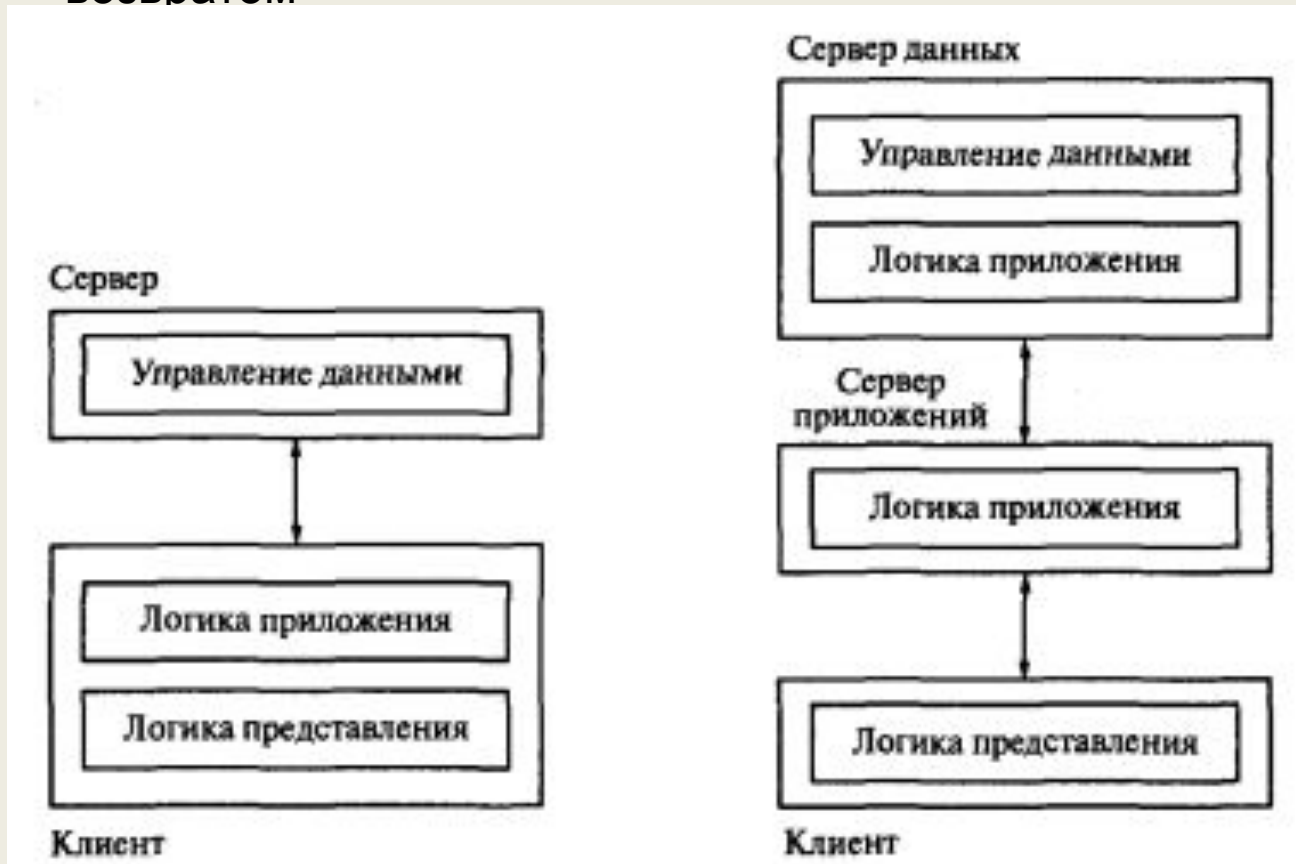 возвратом
Сервер
Управление данными
Логика приложения
Логика представления
Клиент
Сервер данных
Управление данными
Логика приложения
Сервер
приложений
Логика приложения
Логика представления
Клиент